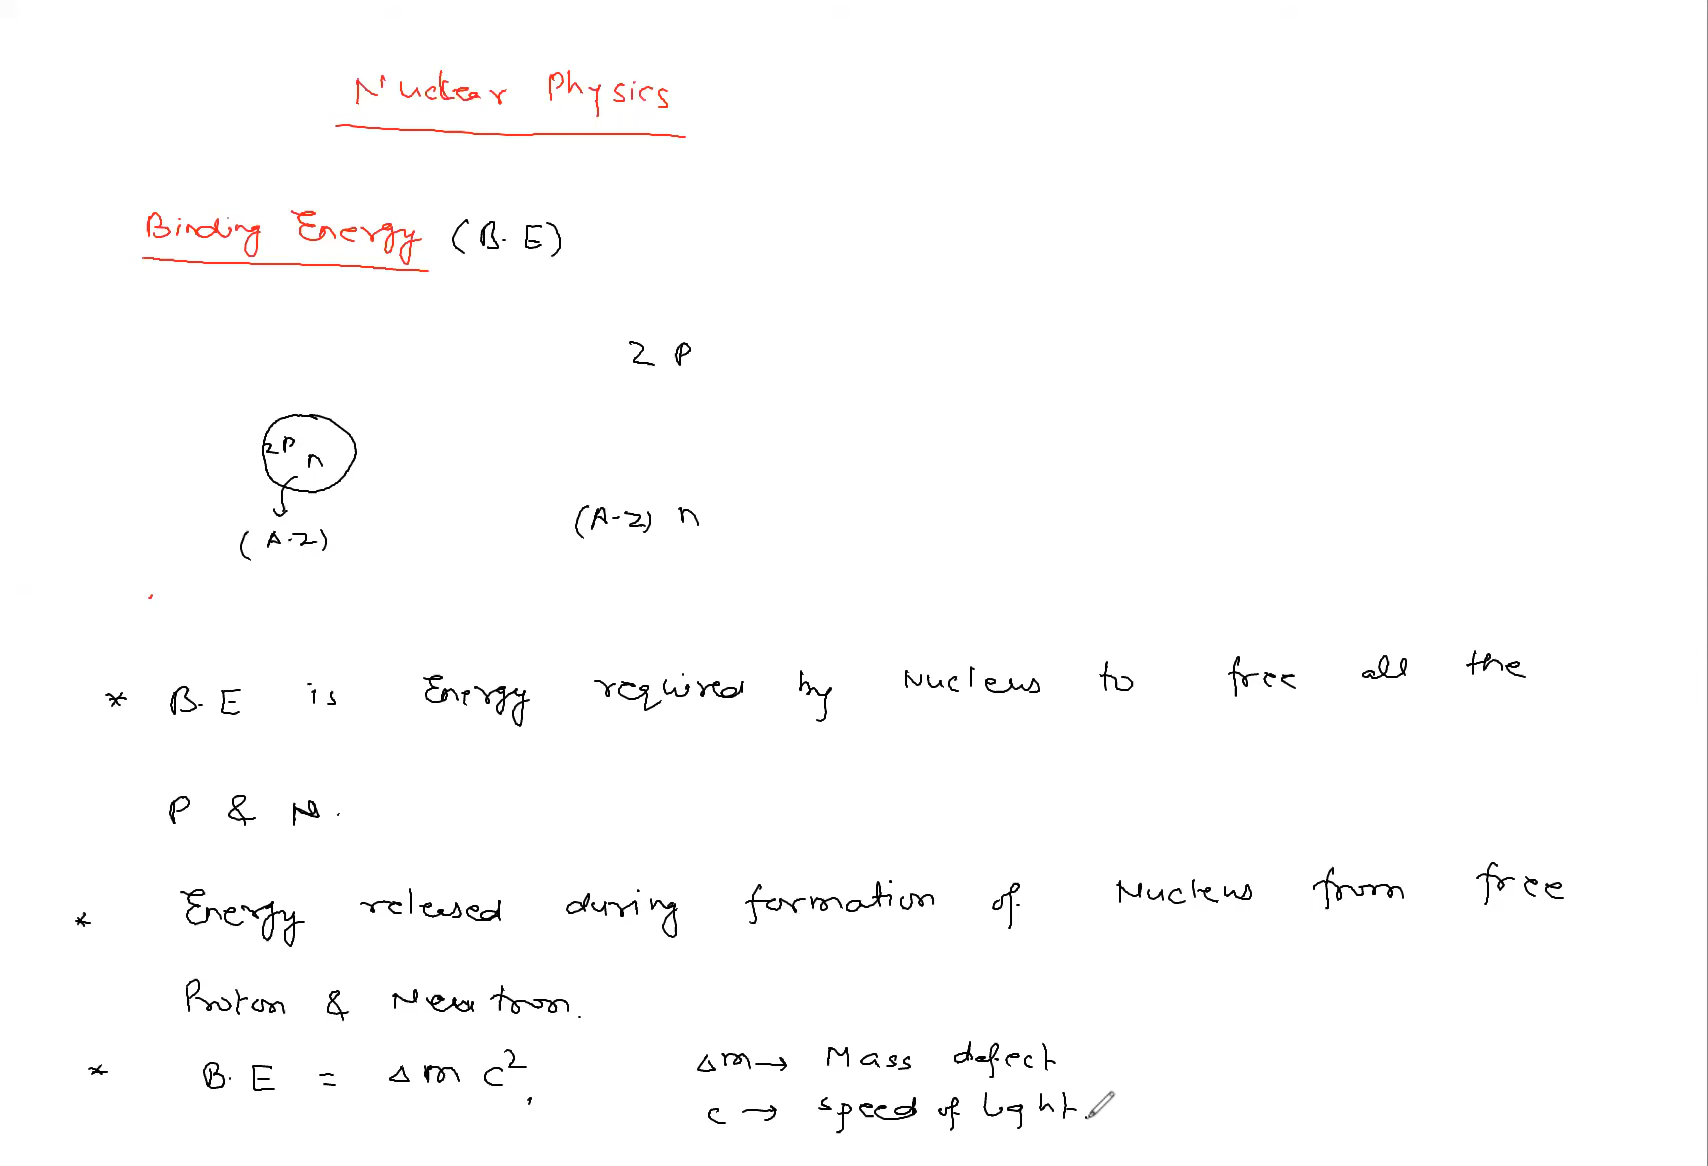 Nuclear Physics
Binding Energy (B.E)
Z P
ZP
n
(A-Z)
(A-Z) n
* B.E is Energy required by Nucleus to free all the
P & N.
* Energy released during formation of Nucleus from free
Proton & Neutron.
* B.E = Δm c²,
Δm → Mass defect
c → speed of light